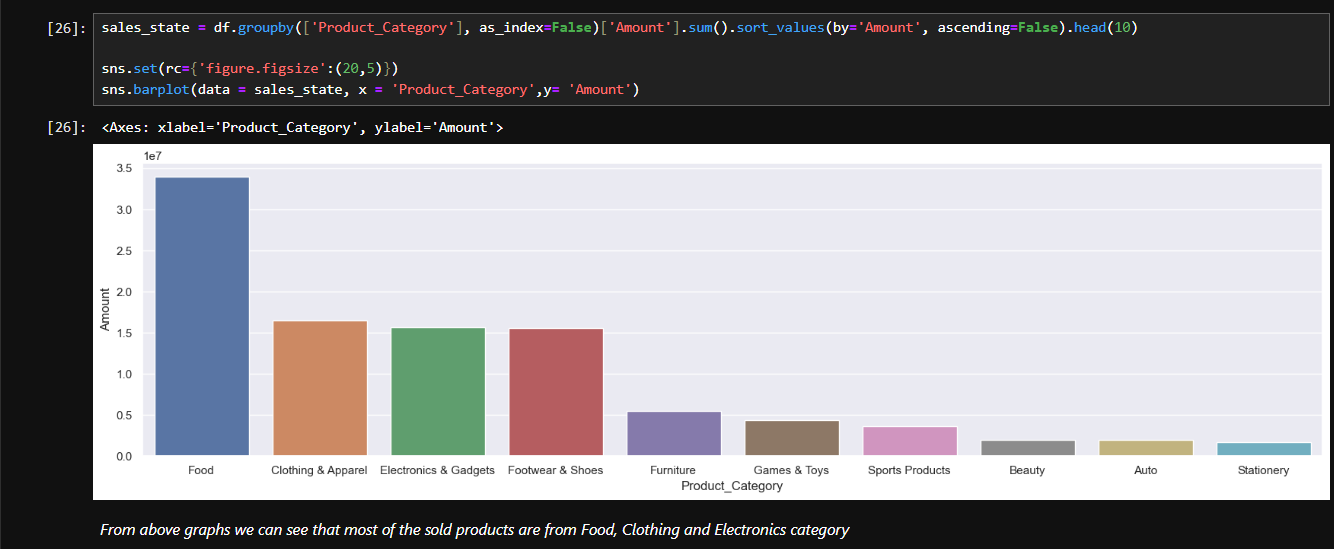 [26]: sales_state = df.groupby(['Product_Category'], as_index=False)['Amount'].sum().sort_values(by='Amount', ascending=False).head(10)
sns.set(rc={'figure.figsize':(20,5)})
sns.barplot(data = sales_state, x = 'Product_Category',y= 'Amount')
[26]: <Axes: xlabel='Product_Category', ylabel='Amount'>
1e7
3.5
3.0
2.5
2.0
1.5
1.0
0.5
0.0
Amount
Food Clothing & Apparel Electronics & Gadgets Footwear & Shoes Furniture Games & Toys Sports Products Beauty Auto Stationery
Product_Category
From above graphs we can see that most of the sold products are from Food, Clothing and Electronics category